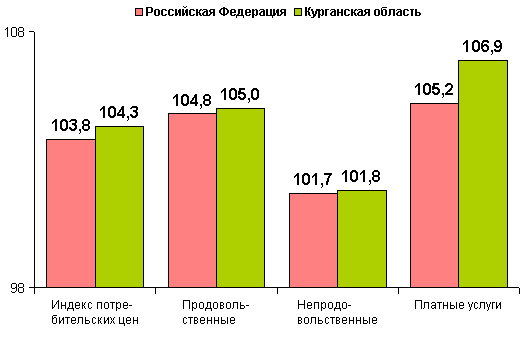 Российская Федерация Курганская область
108
106,9
105,2
104,8 105,0
103,8 104,3
101,7 101,8
98
Индекс потре-
бительских цен
Продоволь-
ственные
Непродо-
вольственные
Платные услуги